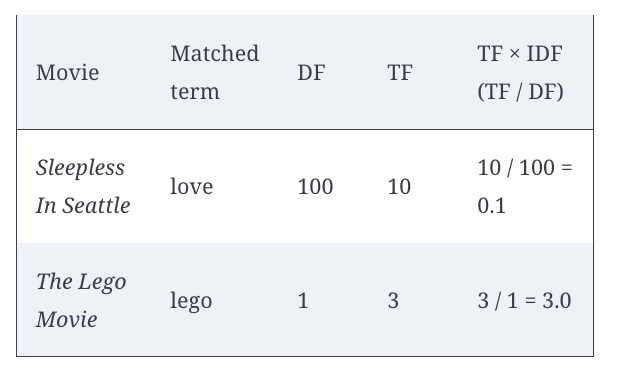 Movie
Matched
term
DF
TF
TF × IDF
(TF / DF)
Sleepless
In Seattle
love
100
10
10 / 100 =
0.1
The Lego
Movie
lego
1
3
3 / 1 = 3.0